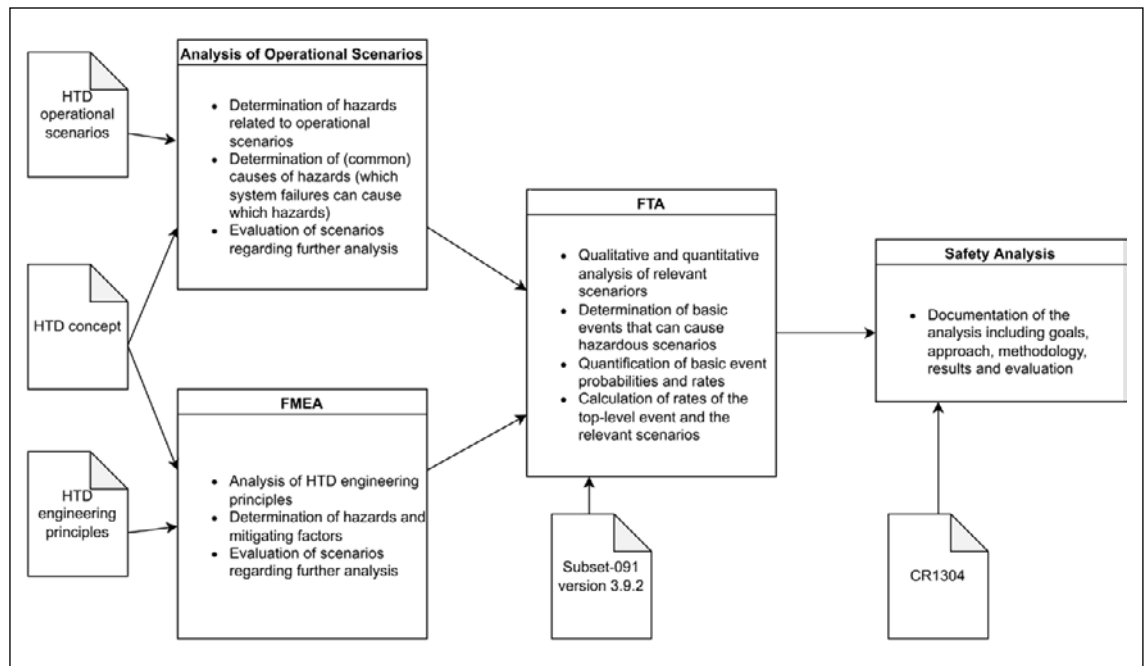 HTD
operational
scenarios
Analysis of Operational Scenarios
• Determination of hazards
related to operational
scenarios
• Determination of (common)
causes of hazards (which
system failures can cause
which hazards)
• Evaluation of scenarios
regarding further analysis
HTD concept
HTD
engineering
principles
FMEA
• Analysis of HTD engineering
principles
• Determination of hazards and
mitigating factors
• Evaluation of scenarios
regarding further analysis
FTA
• Qualitative and quantitative
analysis of relevant
scenariors
• Determination of basic
events that can cause
hazardous scenarios
• Quantification of basic event
probabilities and rates
• Calculation of rates of the
top-level event and the
relevant scenarios
Subset-091
version 3.9.2
Safety Analysis
• Documentation of the
analysis including goals,
approach, methodology,
results and evaluation
CR1304